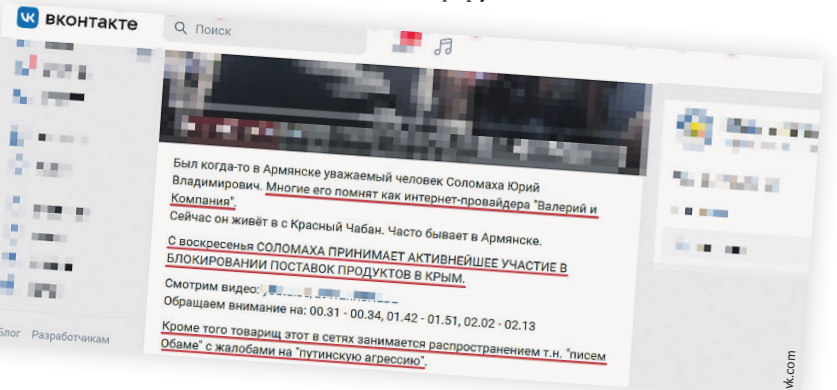 вконтакте
Поиск
Был когда-то в Армянске уважаемый человек Соломаха Юрий
Владимирович. Многие его помнят как интернет-провайдера "Валерий и
Компания".
Сейчас он живёт в с Красный Чабан. Часто бывает в Армянске.
С воскресенья СОЛОМАХА ПРИНИМАЕТ АКТИВНЕЙШЕЕ УЧАСТИЕ В
БЛОКИРОВАНИИ ПОСТАВОК ПРОДУКТОВ В КРЫМ.
Смотрим видео:
Обращаем внимание на: 00.31 - 00.34, 01.42 - 01.51, 02.02 - 02.13
Кроме того товарищ этот в сетях занимается распространением т.н. "писем
Обаме" с жалобами на "путинскую агрессию".
Блог Разработчикам
vk.com